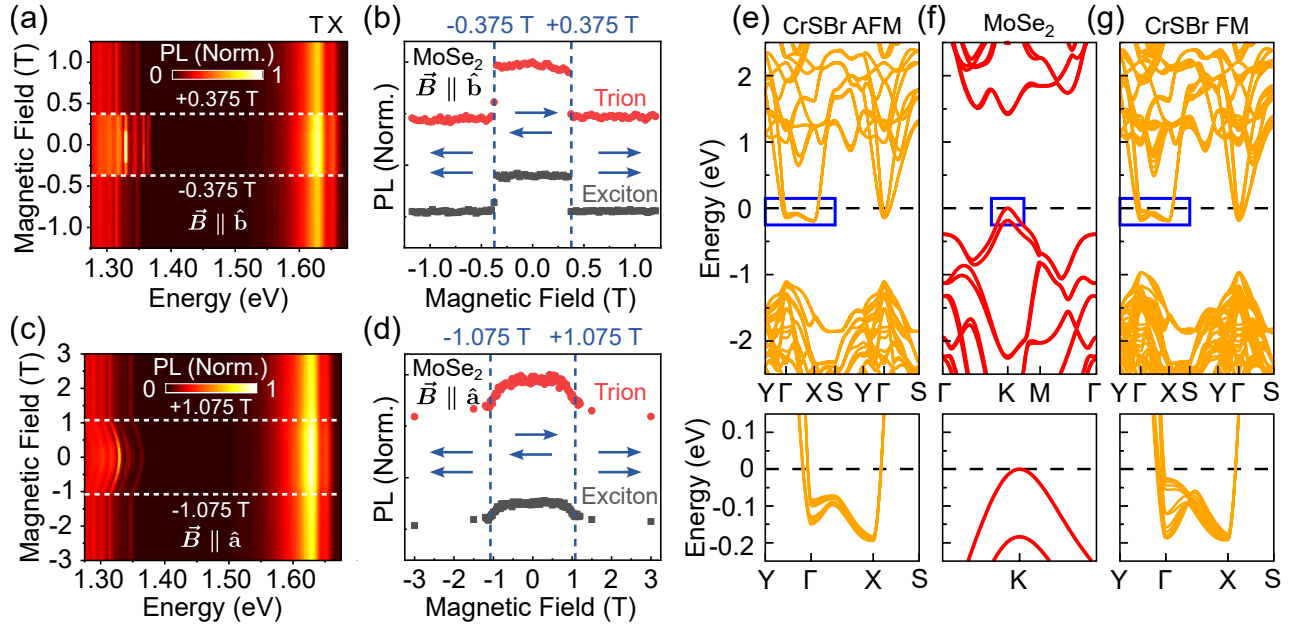 (a)
T X
PL (Norm.)
0 1
+0.375 T
-0.375 T
B⃗ ∥ b̂
Magnetic Field (T)
1.0
0.5
0.0
-0.5
-1.0
1.30 1.40 1.50 1.60
Energy (eV)
(b)
-0.375 T +0.375 T
MoSe₂
B⃗ ∥ b̂
Trion
Exciton
PL (Norm.)
-1.0 -0.5 0.0 0.5 1.0
Magnetic Field (T)
(c)
PL (Norm.)
0 1
+1.075 T
-1.075 T
B⃗ ∥ â
Magnetic Field (T)
3
2
1
0
-1
-2
-3
1.30 1.40 1.50 1.60
Energy (eV)
(d)
-1.075 T +1.075 T
MoSe₂
B⃗ ∥ â
Trion
Exciton
PL (Norm.)
-3 -2 -1 0 1 2 3
Magnetic Field (T)
(e)
CrSBr AFM
Energy (eV)
2
1
0
-1
-2
Y Γ X S Y Γ S
Energy (eV)
0.1
0
-0.1
-0.2
Y Γ X S
(f)
MoSe₂
Γ K M Γ
K
(g)
CrSBr FM
Y Γ X S Y Γ S
Y Γ X S